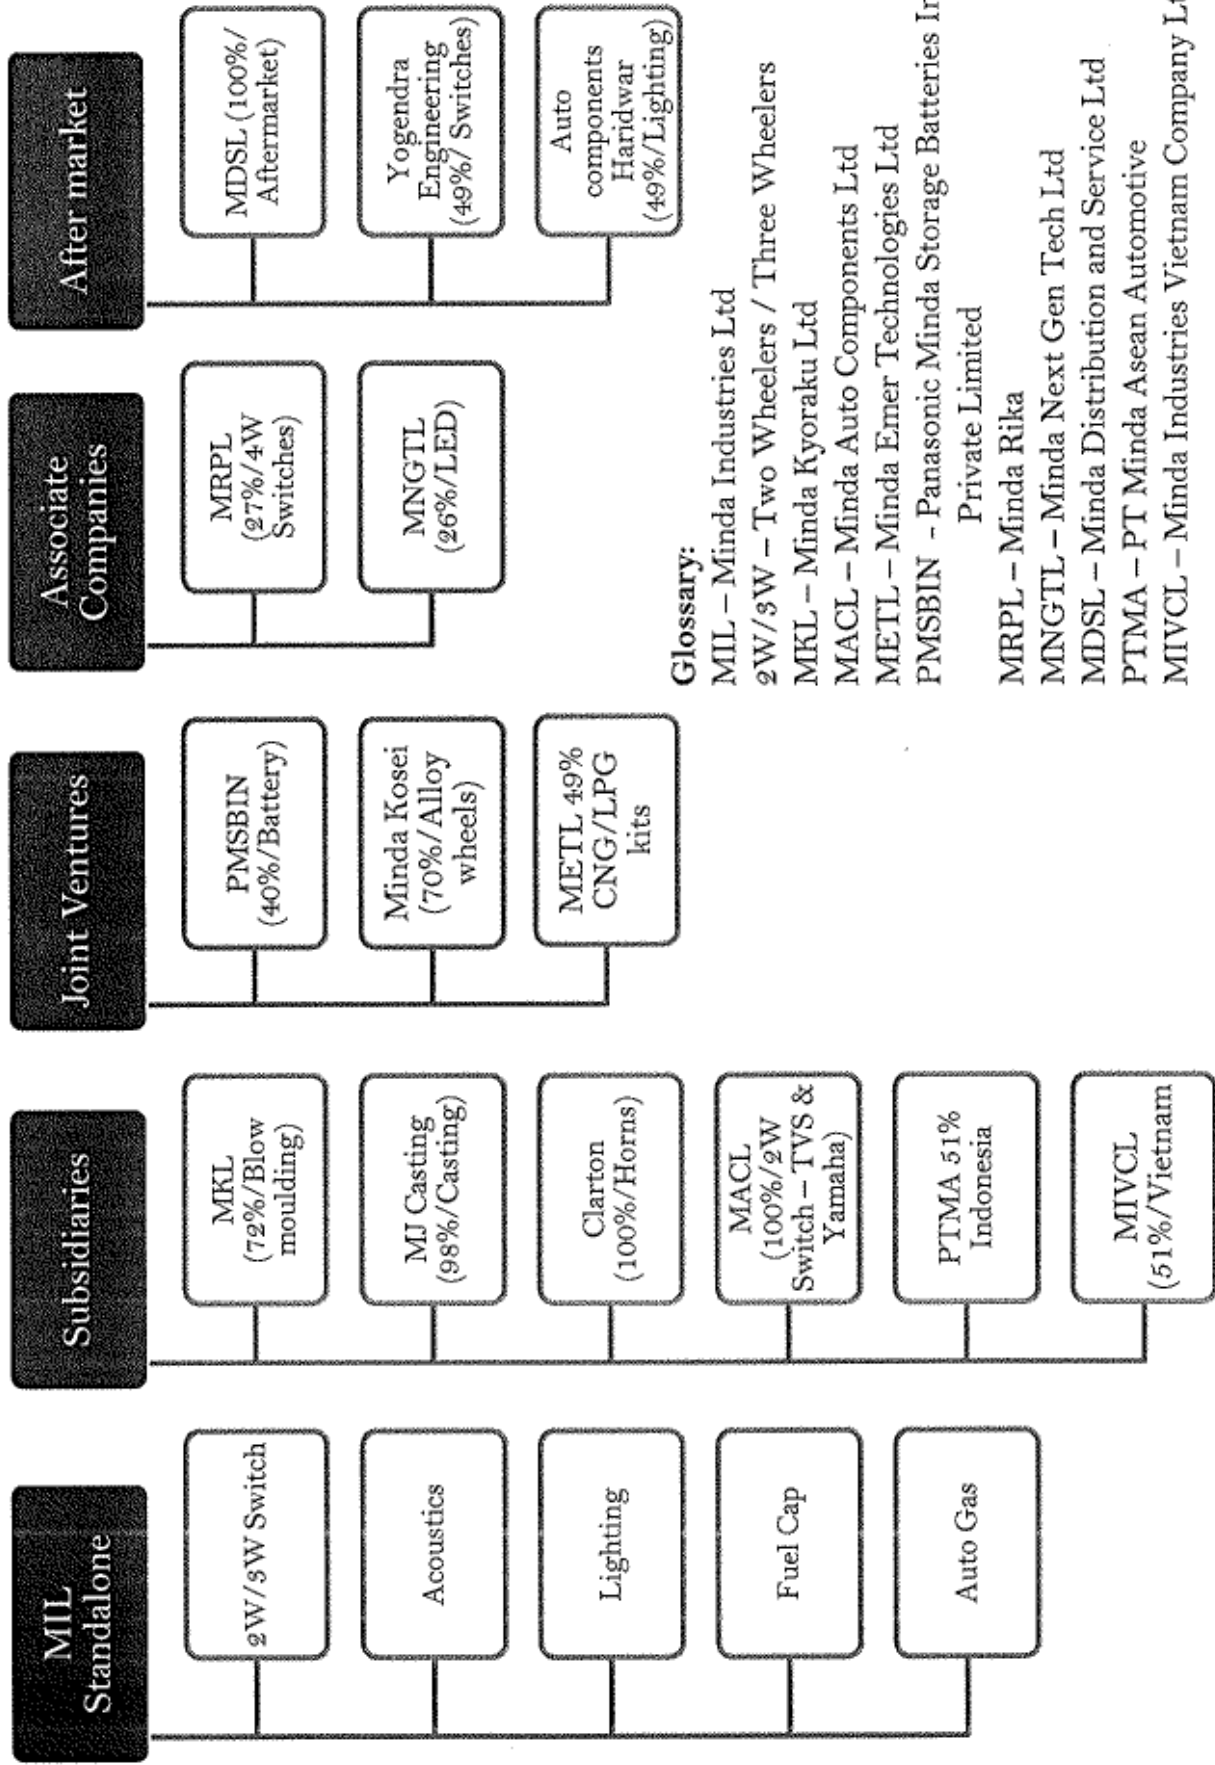 MIL
Standalone
2W/3W Switch
Acoustics
Lighting
Fuel Cap
Auto Gas
Subsidiaries
MKL
(72%/Blow
moulding)
MJ Casting
(98%/Casting)
Clarton
(100%/Horns)
MACL
(100%/2W
Switch – TVS &
Yamaha)
PTMA 51%
Indonesia
MIVCL
(51%/Vietnam)
Joint Ventures
PMSBIN
(40%/Battery)
Minda Kosei
(70%/Alloy
wheels)
METL 49%
CNG/LPG
kits
Associate
Companies
MRPL
(27%/4W
Switches)
MNGTL
(26%/LED)
After market
MDSL (100%/
Aftermarket)
Yogendra
Engineering
(49%/ Switches)
Auto
components
Haridwar
(49%/Lighting)
Glossary:
MIL – Minda Industries Ltd
2W/3W – Two Wheelers / Three Wheelers
MKL – Minda Kyoraku Ltd
MACL – Minda Auto Components Ltd
METL – Minda Emer Technologies Ltd
PMSBIN - Panasonic Minda Storage Batteries In
Private Limited
MRPL – Minda Rika
MNGTL – Minda Next Gen Tech Ltd
MDSL – Minda Distribution and Service Ltd
PTMA – PT Minda Asean Automotive
MIVCL – Minda Industries Vietnam Company Lt